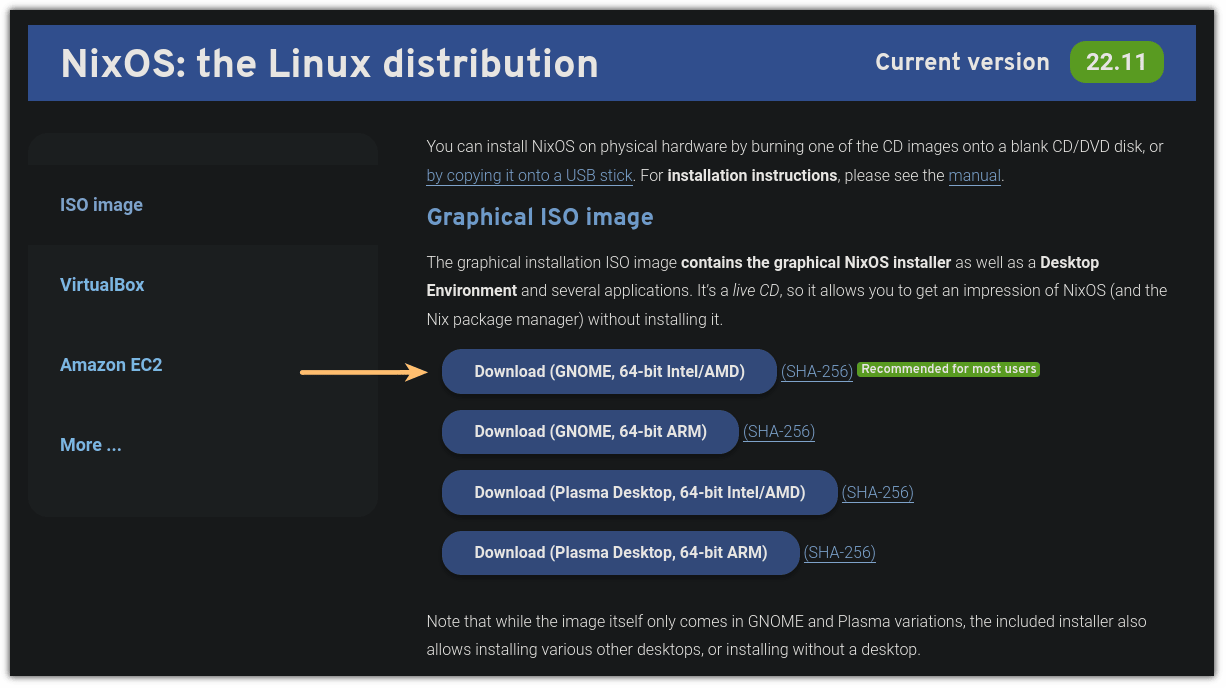 NixOS: the Linux distribution
Current version 22.11
ISO image
VirtualBox
Amazon EC2
More ...
You can install NixOS on physical hardware by burning one of the CD images onto a blank CD/DVD disk, or
by copying it onto a USB stick. For installation instructions, please see the manual.
Graphical ISO image
The graphical installation ISO image contains the graphical NixOS installer as well as a Desktop
Environment and several applications. It's a live CD, so it allows you to get an impression of NixOS (and the
Nix package manager) without installing it.
Download (GNOME, 64-bit Intel/AMD) (SHA-256) Recommended for most users
Download (GNOME, 64-bit ARM) (SHA-256)
Download (Plasma Desktop, 64-bit Intel/AMD) (SHA-256)
Download (Plasma Desktop, 64-bit ARM) (SHA-256)
Note that while the image itself only comes in GNOME and Plasma variations, the included installer also
allows installing various other desktops, or installing without a desktop.